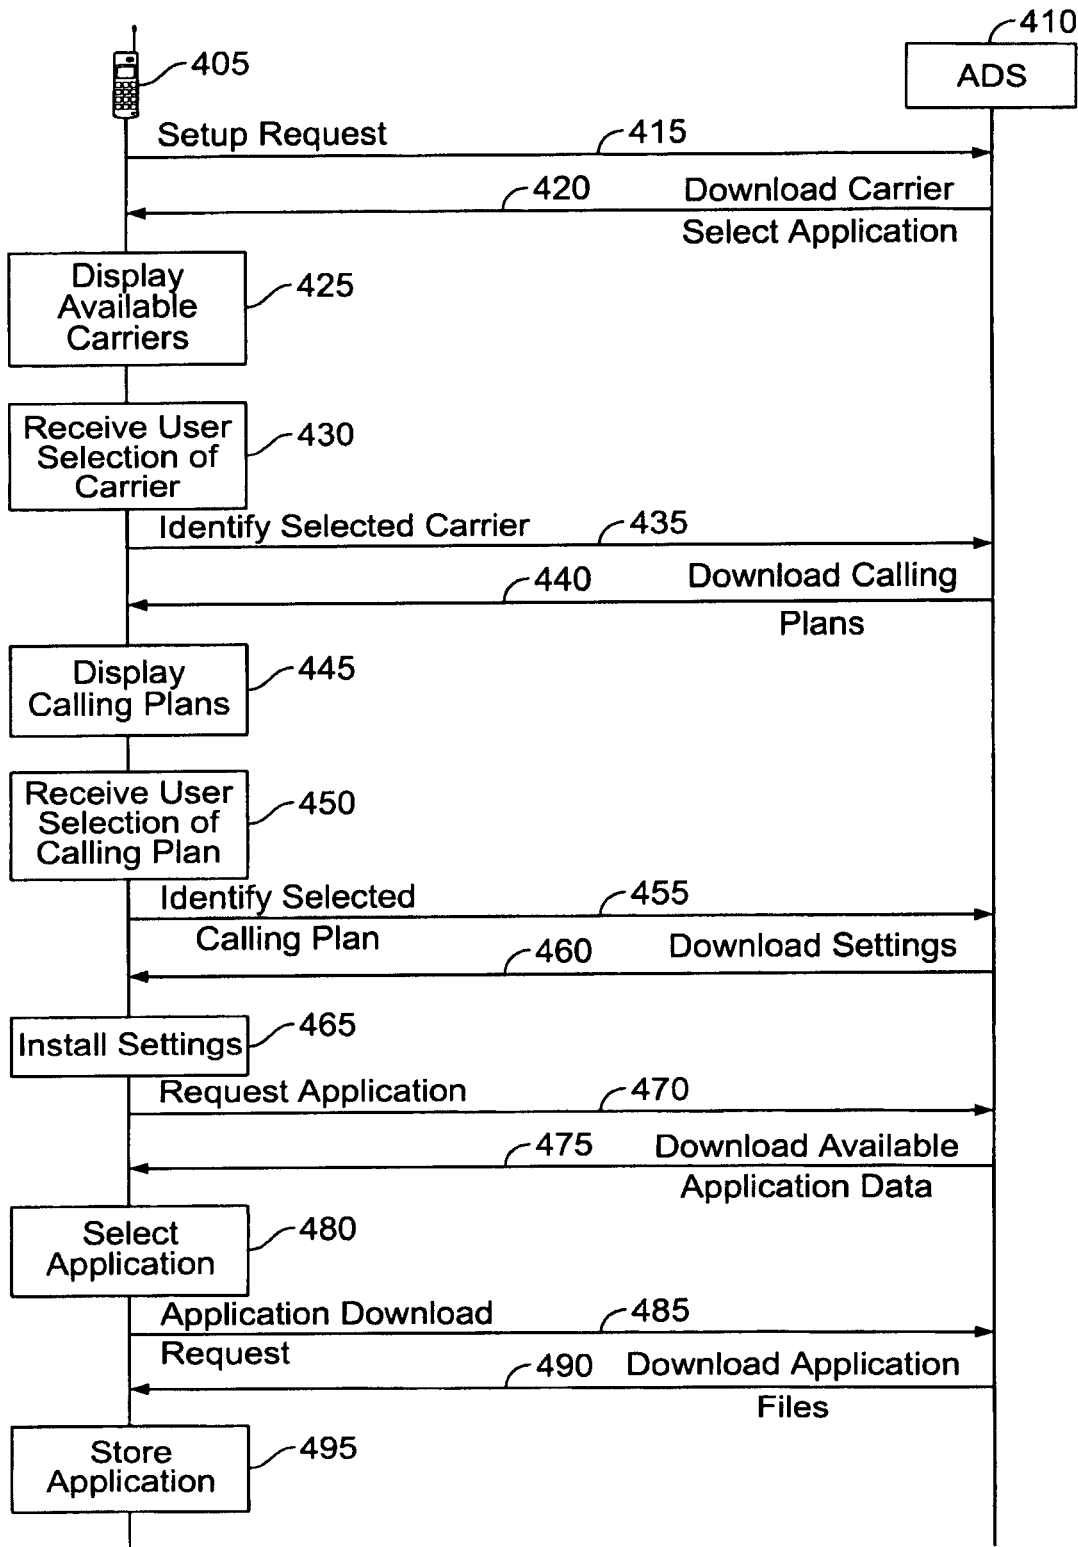 410
405
ADS
Setup Request
415
420
Download Carrier
Select Application
Display
Available
Carriers
425
Receive User
Selection of
Carrier
430
Identify Selected Carrier
435
440
Download Calling
Plans
Display
Calling Plans
445
Receive User
Selection of
Calling Plan
450
Identify Selected
Calling Plan
455
460
Download Settings
Install Settings
465
Request Application
470
475
Download Available
Application Data
Select
Application
480
Application Download
Request
485
490
Download Application
Files
Store
Application
495